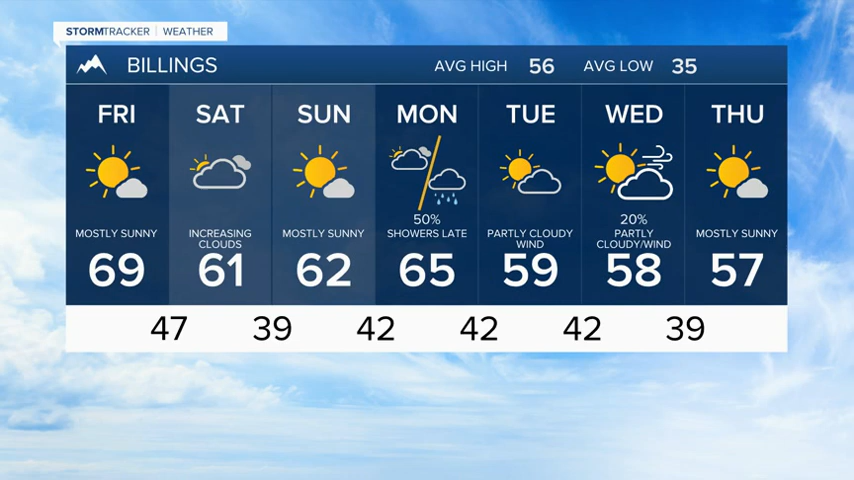 STORMTRACKER | WEATHER
BILLINGS AVG HIGH 56 AVG LOW 35
FRI SAT SUN MON TUE WED THU
50% 20%
MOSTLY SUNNY INCREASING CLOUDS MOSTLY SUNNY SHOWERS LATE PARTLY CLOUDY WIND PARTLY CLOUDY/WIND MOSTLY SUNNY
69 61 62 65 59 58 57
47 39 42 42 42 39